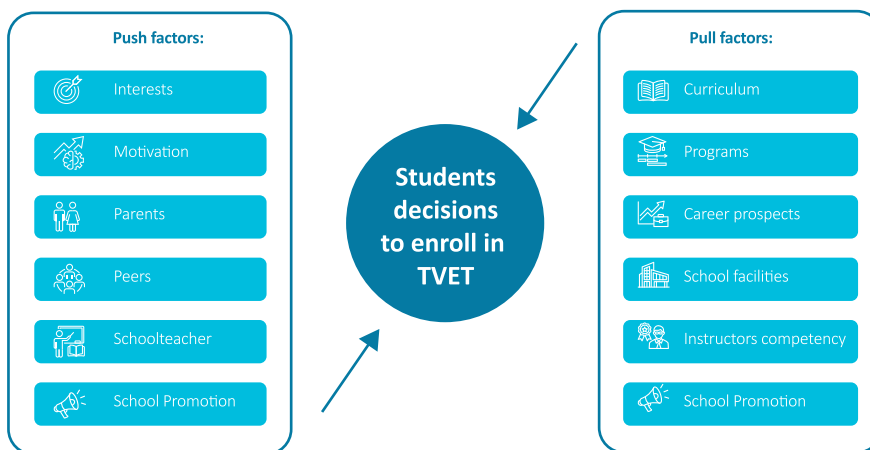 Push factors:
Interests
Motivation
Parents
Peers
Schoolteacher
School Promotion
Students
decisions
to enroll in
TVET
Pull factors:
Curriculum
Programs
Career prospects
School facilities
Instructors competency
School Promotion